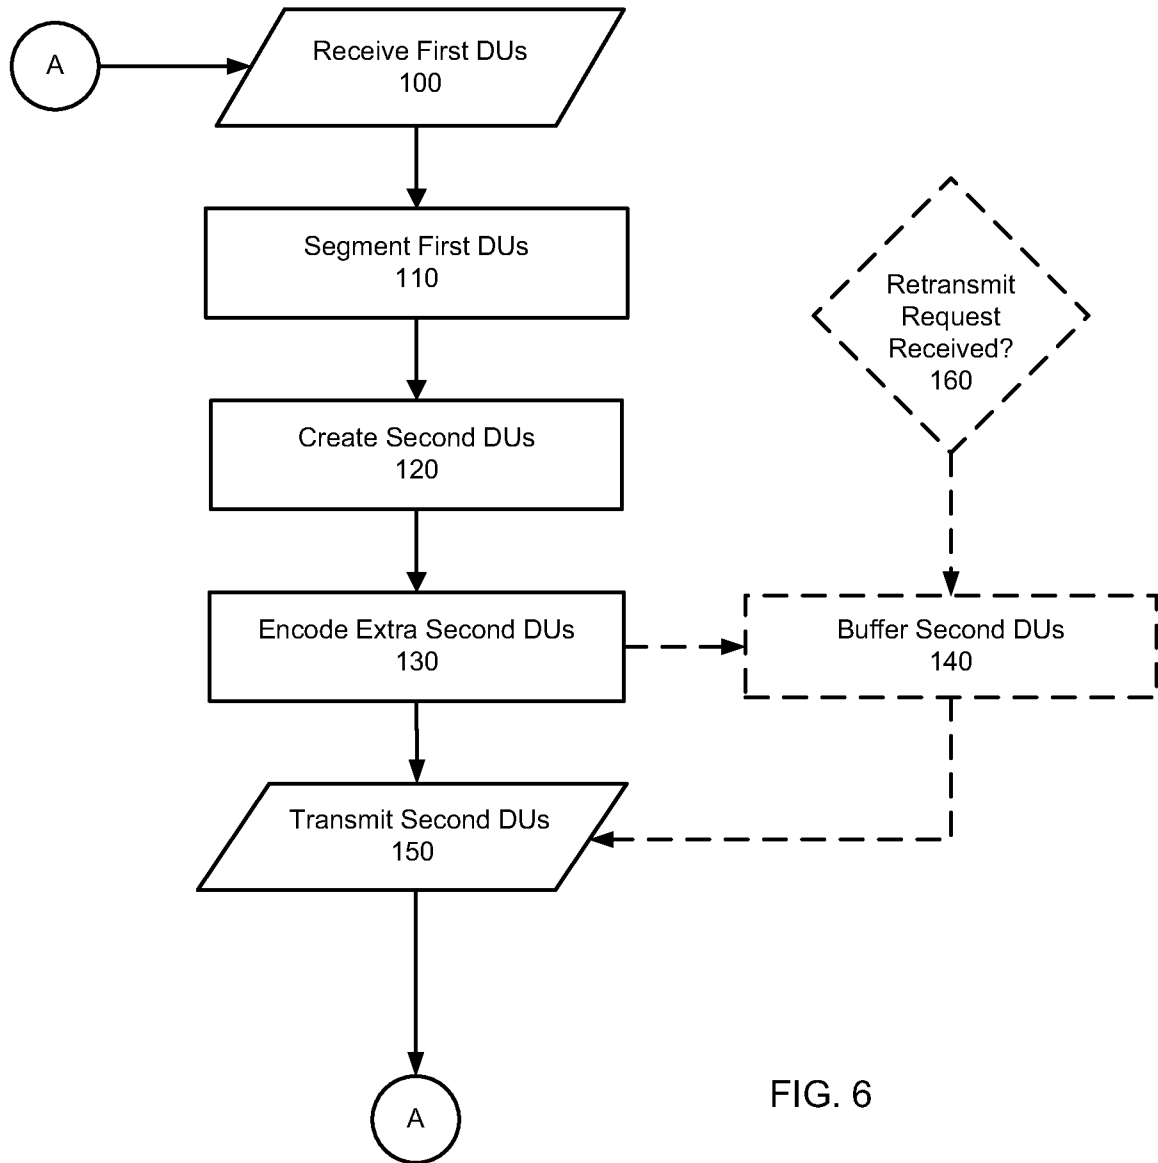 A
Receive First DUs
100
Segment First DUs
110
Retransmit
Request
Received?
160
Create Second DUs
120
Encode Extra Second DUs
130
Buffer Second DUs
140
Transmit Second DUs
150
A
FIG. 6